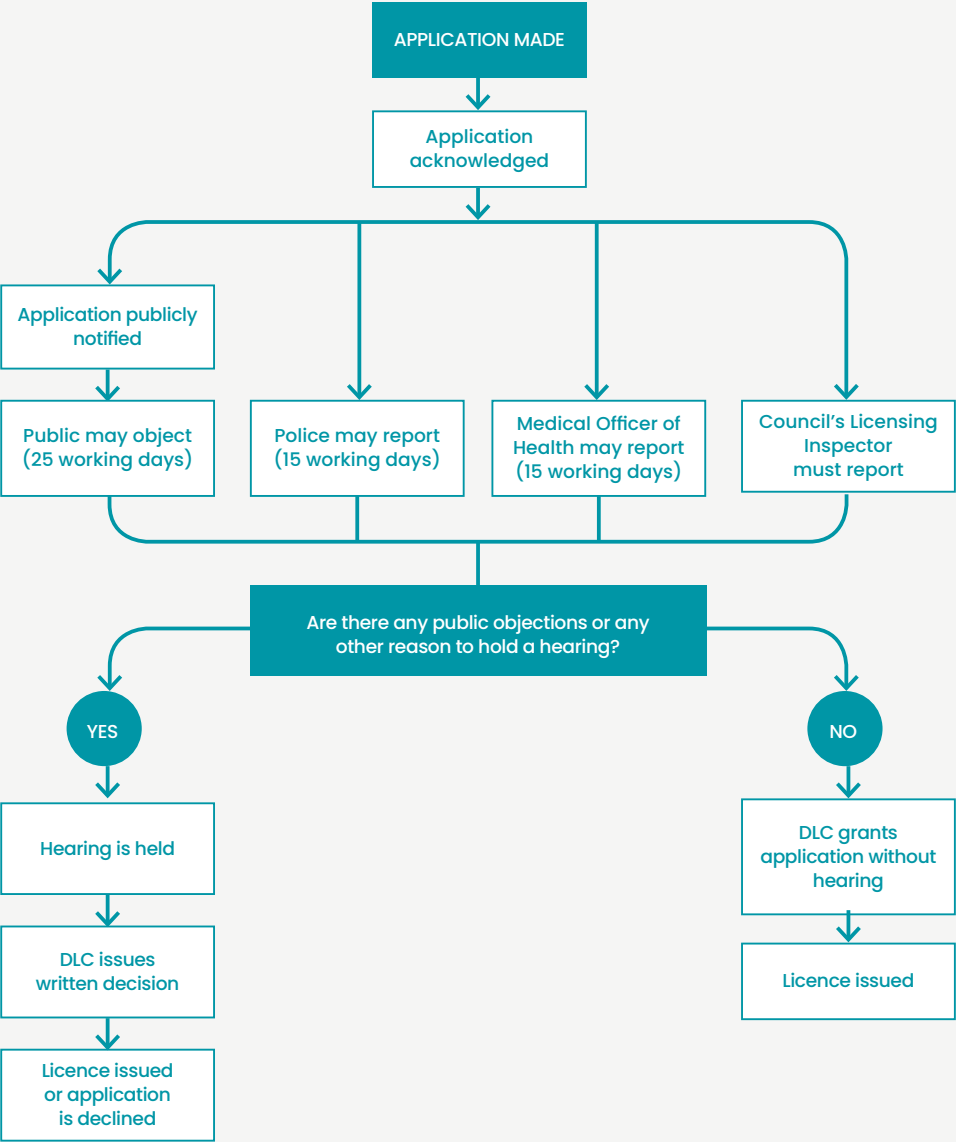 APPLICATION MADE
Application
acknowledged
Application publicly
notified
Public may object
(25 working days)
Police may report
(15 working days)
Medical Officer of
Health may report
(15 working days)
Council’s Licensing
Inspector
must report
Are there any public objections or any
other reason to hold a hearing?
YES
NO
Hearing is held
DLC issues
written decision
Licence issued
or application
is declined
DLC grants
application without
hearing
Licence issued